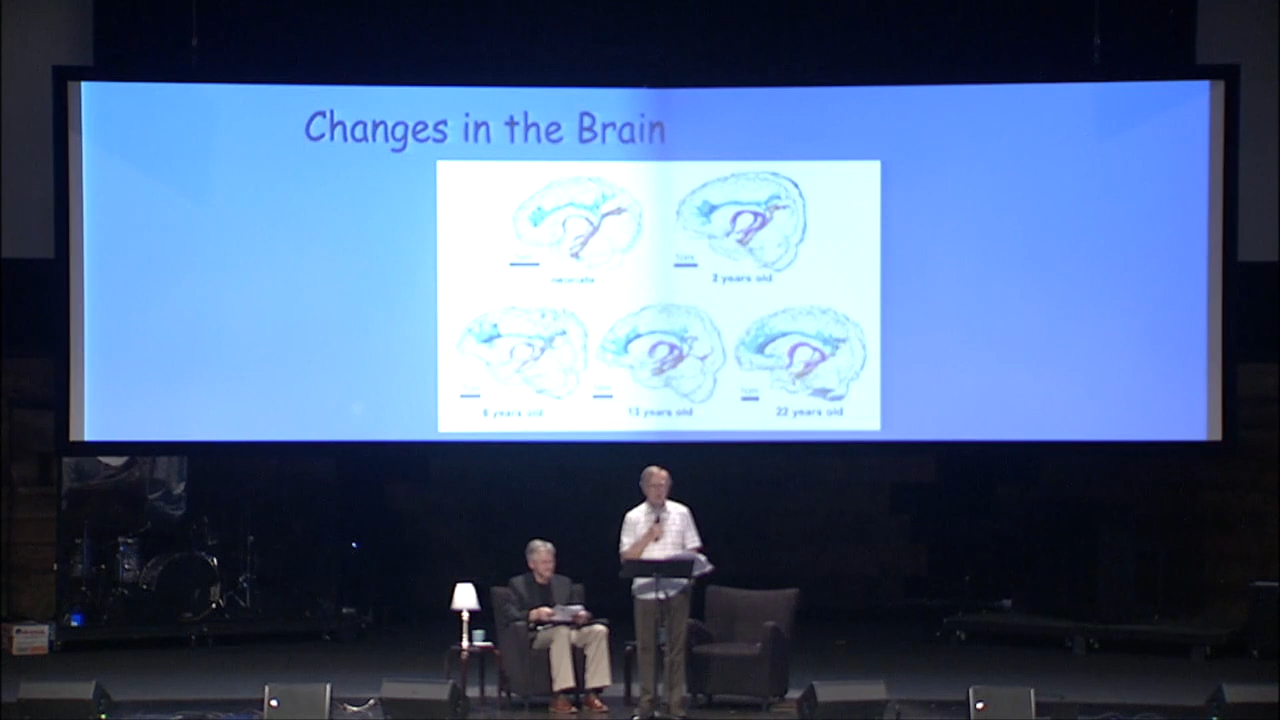 Changes in the Brain
neonate
2 years old
6 years old
13 years old
22 years old